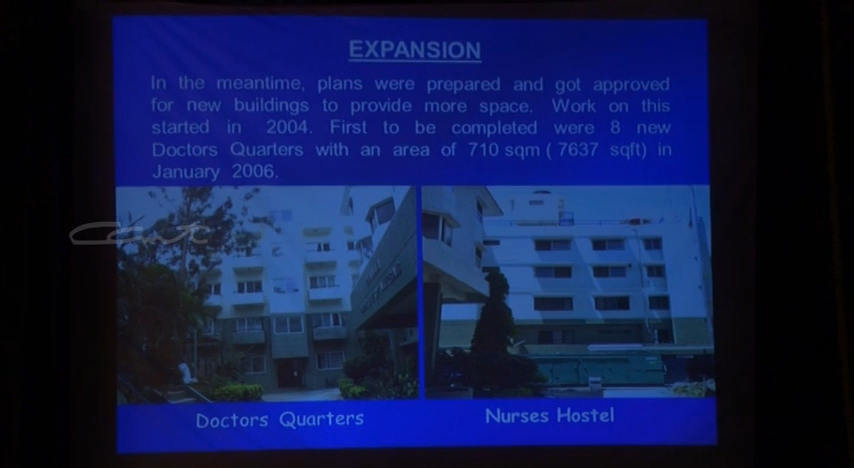 EXPANSION
In the meantime, plans were prepared and got approved
for new buildings to provide more space. Work on this
started in 2004. First to be completed were 8 new
Doctors Quarters with an area of 710 sqm ( 7637 sqft) in
January 2006.
Doctors Quarters
Nurses Hostel